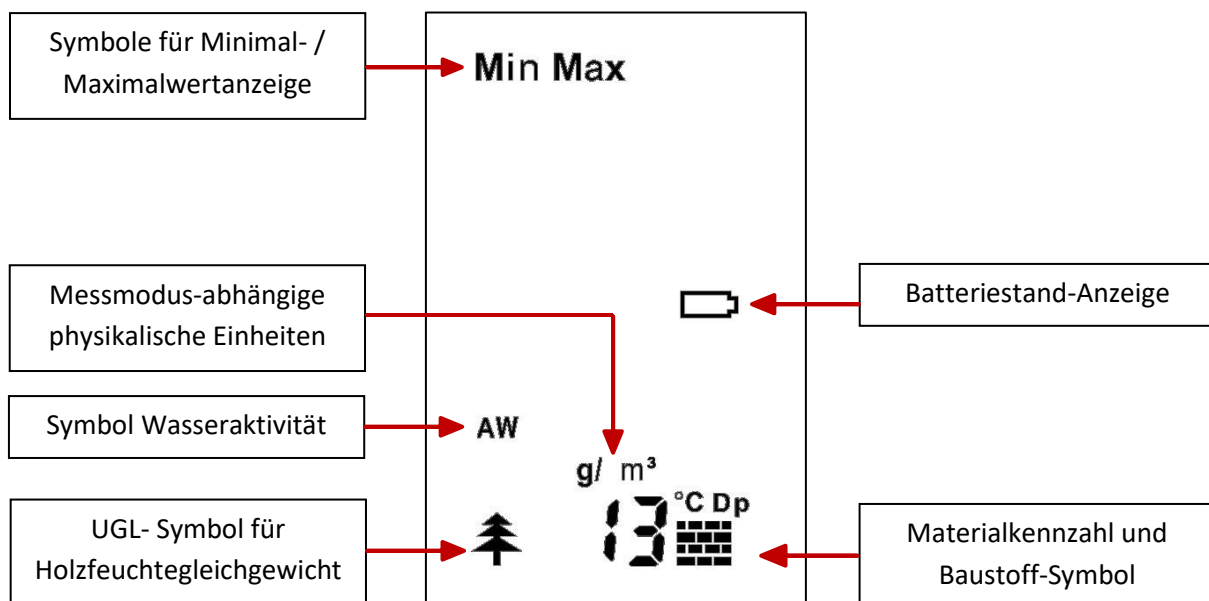 Symbole für Minimal- /
Maximalwertanzeige
Min Max
Messmodus-abhängige
physikalische Einheiten
Batteriestand-Anzeige
Symbol Wasseraktivität
AW
g/ m³
°C Dp
13
UGL- Symbol für
Holzfeuchtegleichgewicht
Materialkennzahl und
Baustoff-Symbol